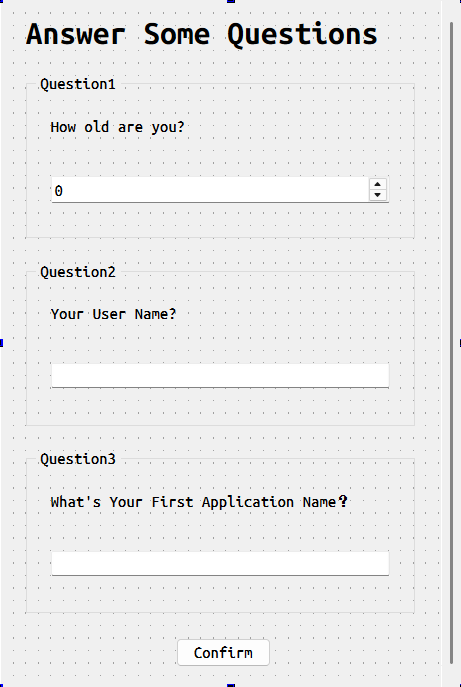 Answer Some Questions
Question1
How old are you?
0
Question2
Your User Name?
Question3
What's Your First Application Name？
Confirm